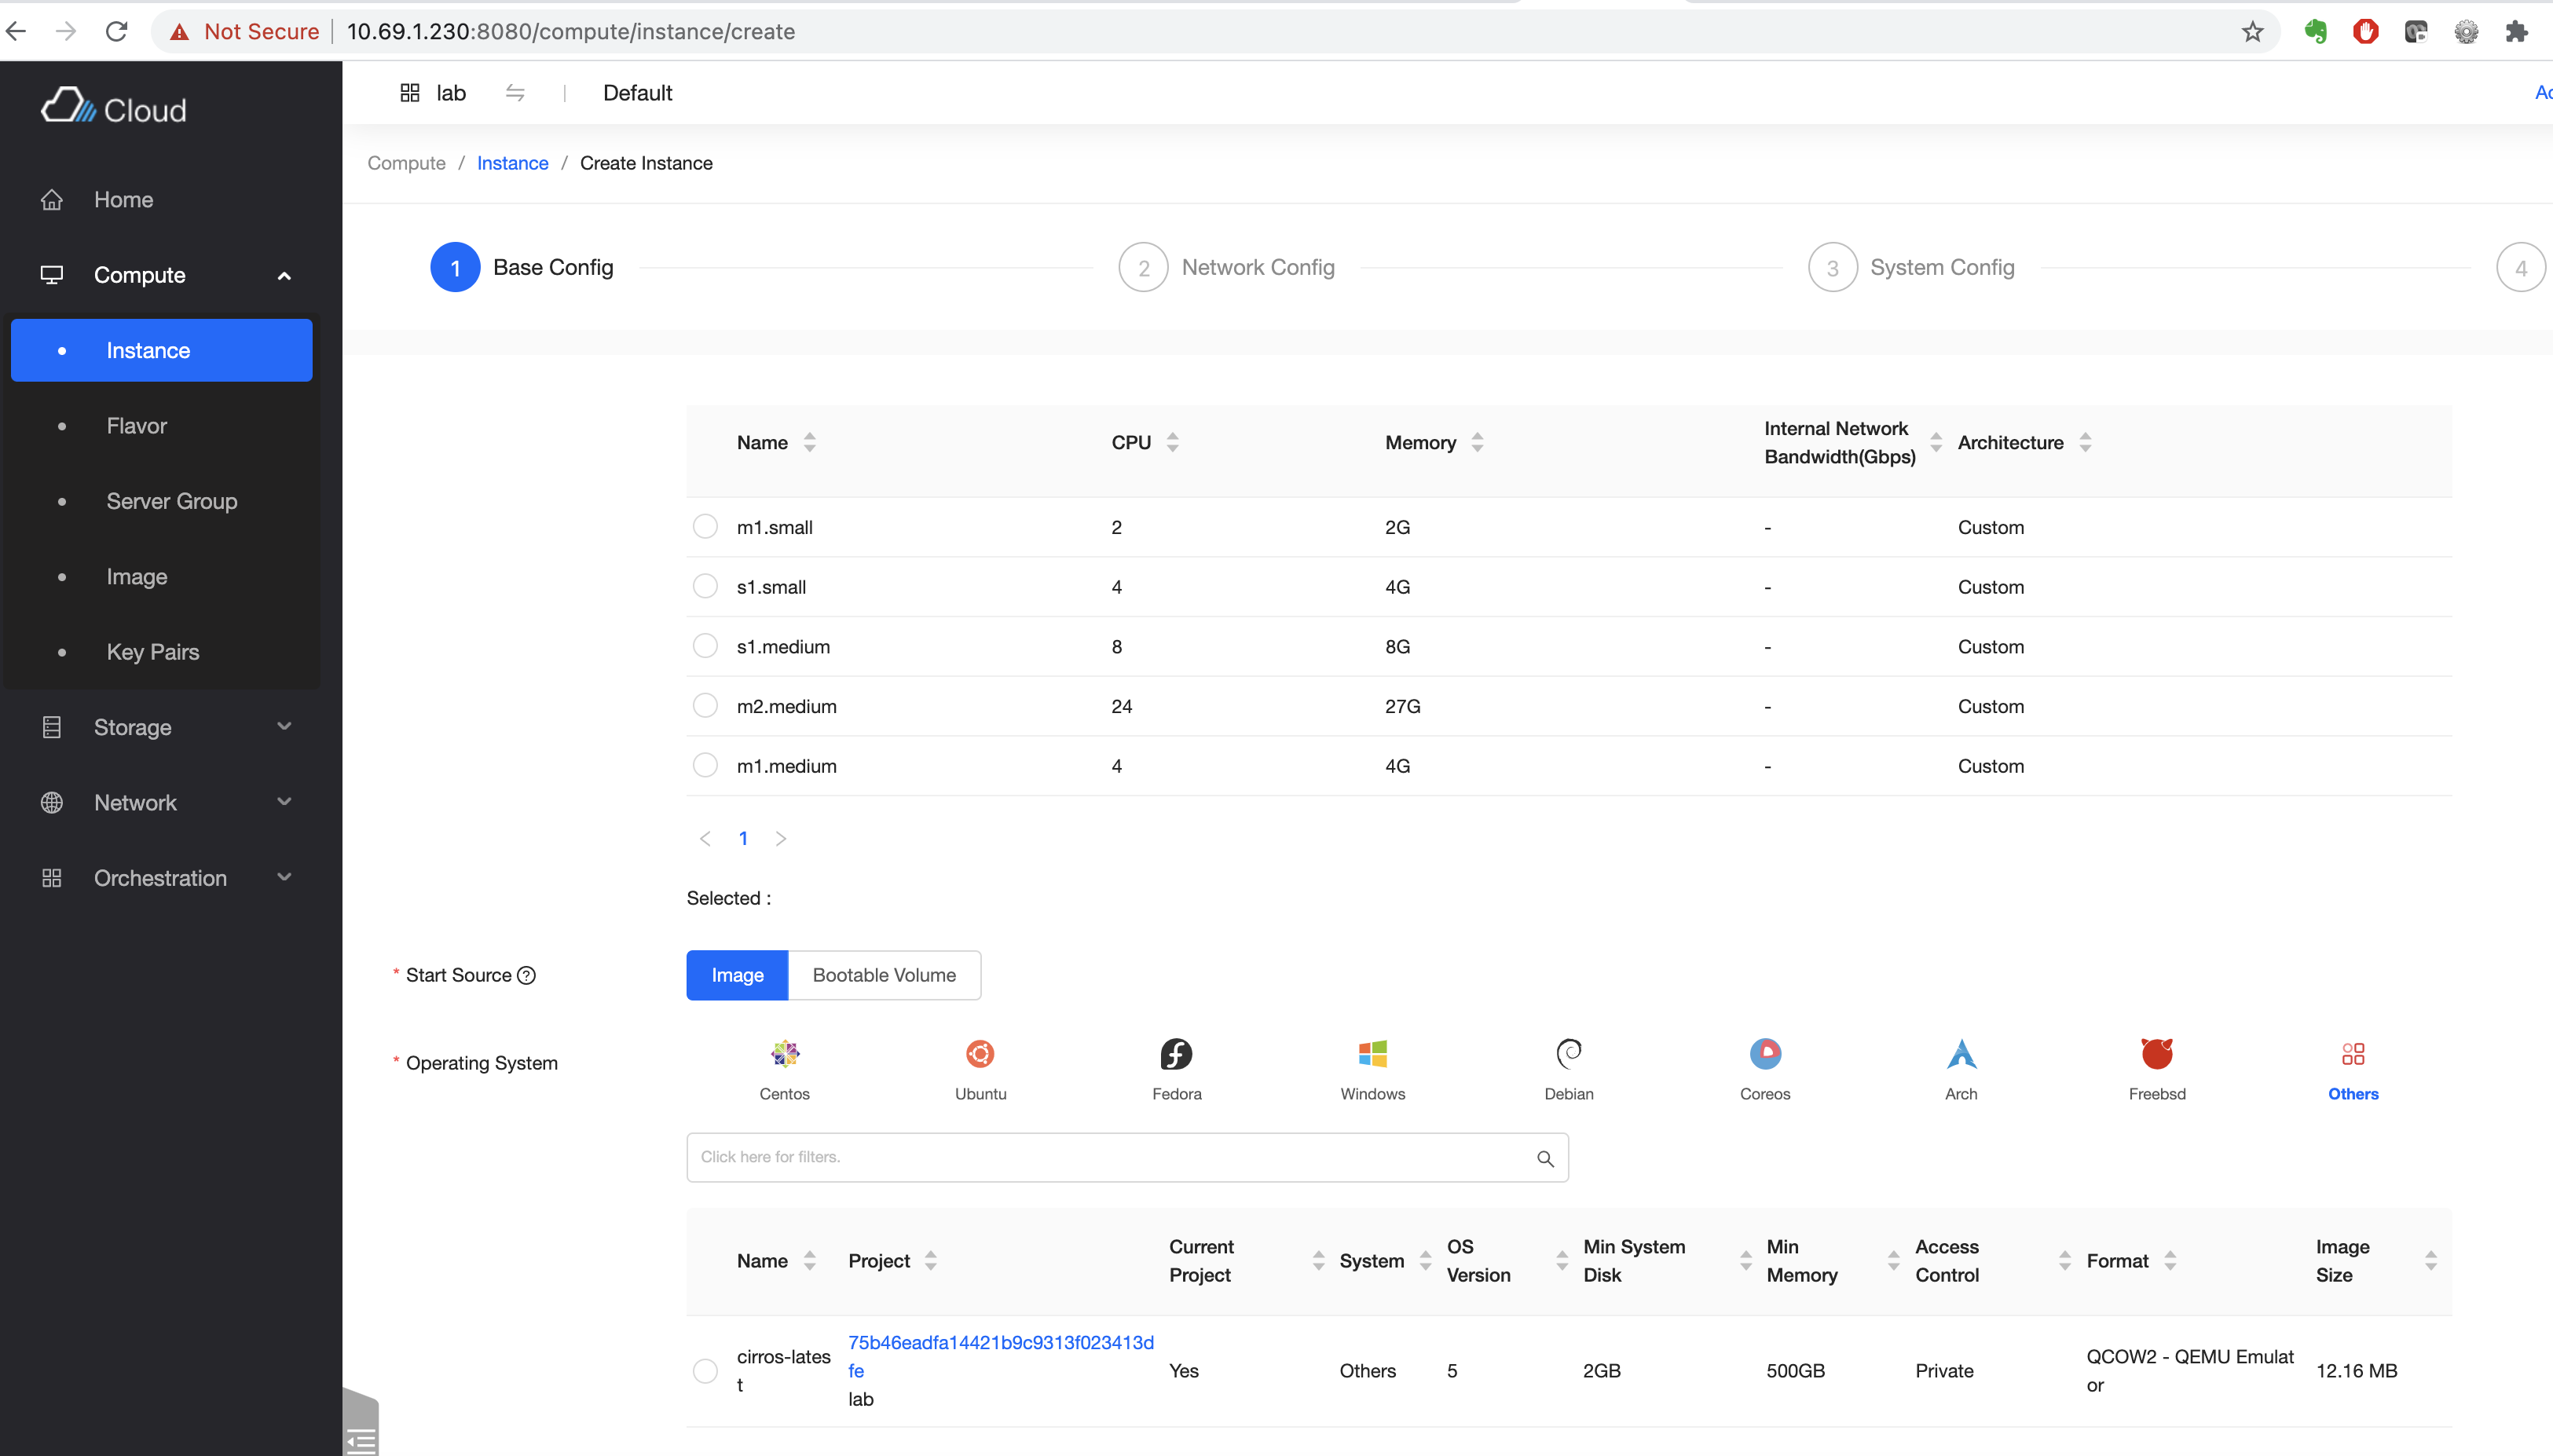 Not Secure 10.69.1.230:8080/compute/instance/create
Cloud
lab Default
Compute / Instance / Create Instance
Home
Compute
Instance
Flavor
Server Group
Image
Key Pairs
Storage
Network
Orchestration
1 Base Config
2 Network Config
3 System Config
4
Name CPU Memory Internal Network Bandwidth(Gbps) Architecture
m1.small 2 2G - Custom
s1.small 4 4G - Custom
s1.medium 8 8G - Custom
m2.medium 24 27G - Custom
m1.medium 4 4G - Custom
< 1 >
Selected :
* Start Source ? Image Bootable Volume
* Operating System
Centos Ubuntu Fedora Windows Debian Coreos Arch Freebsd Others
Click here for filters.
Name Project Current Project System OS Version Min System Disk Min Memory Access Control Format Image Size
75b46eadfa14421b9c9313f023413d
cirros-lates fe Yes Others 5 2GB 500GB Private QCOW2 - QEMU Emulat 12.16 MB
t lab or